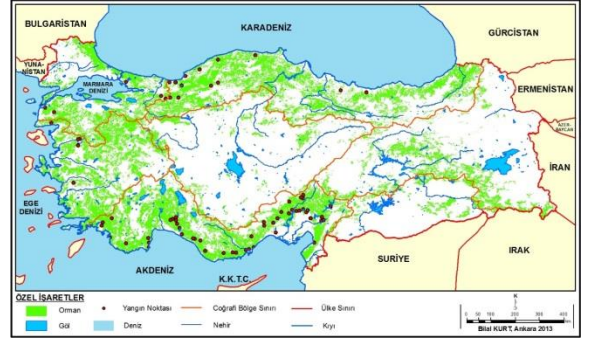 BULGARİSTAN
KARADENİZ
GÜRCİSTAN
YUNA-
NİSTAN
MARMARA
DENİZİ
ERMENİSTAN
AZER-
BAYCAN
İRAN
EGE
DENİZİ
AKDENİZ
K.K.T.C.
SURİYE
IRAK
ÖZEL İŞARETLER
Orman
Yangın Noktası
Coğrafi Bölge Sınırı
Ülke Sınırı
Göl
Deniz
Nehir
Kıyı
K
Bilal KURT, Ankara 2013